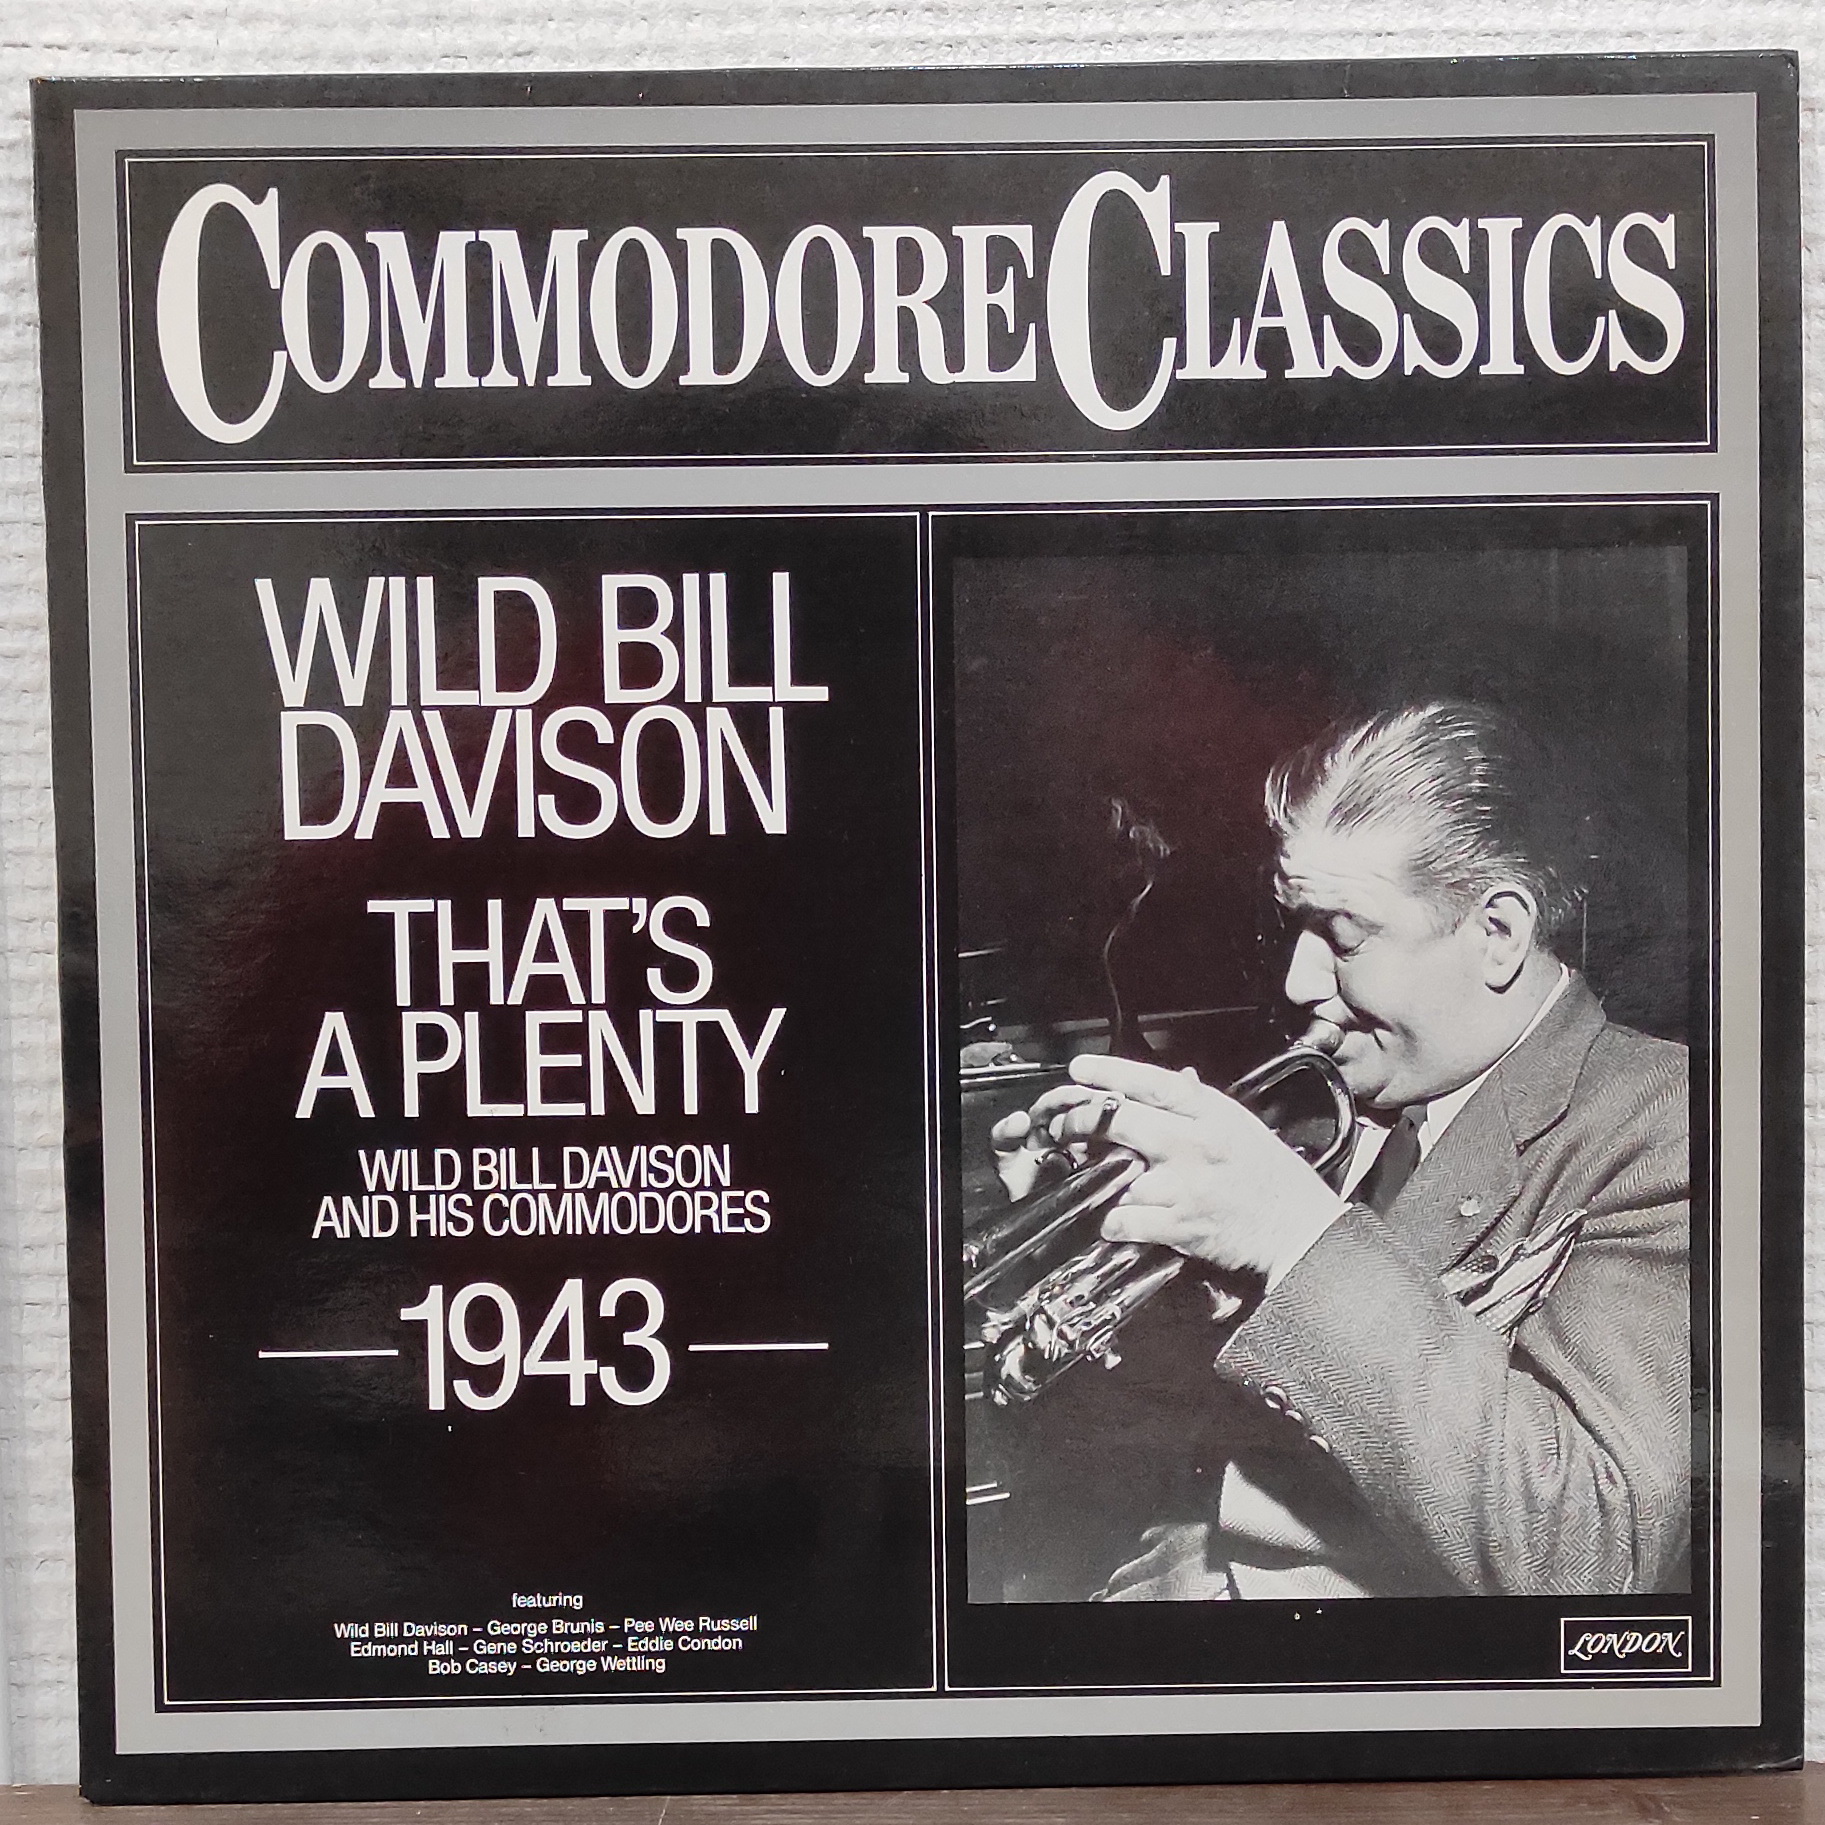 COMMODORE CLASSICS
WILD BILL
DAVISON
THAT'S
A PLENTY
WILD BILL DAVISON
AND HIS COMMODORES
—1943—
featuring
Wild Bill Davison – George Brunis – Pee Wee Russell
Edmond Hall – Gene Schroeder – Eddie Condon
Bob Casey – George Wettling
LONDON